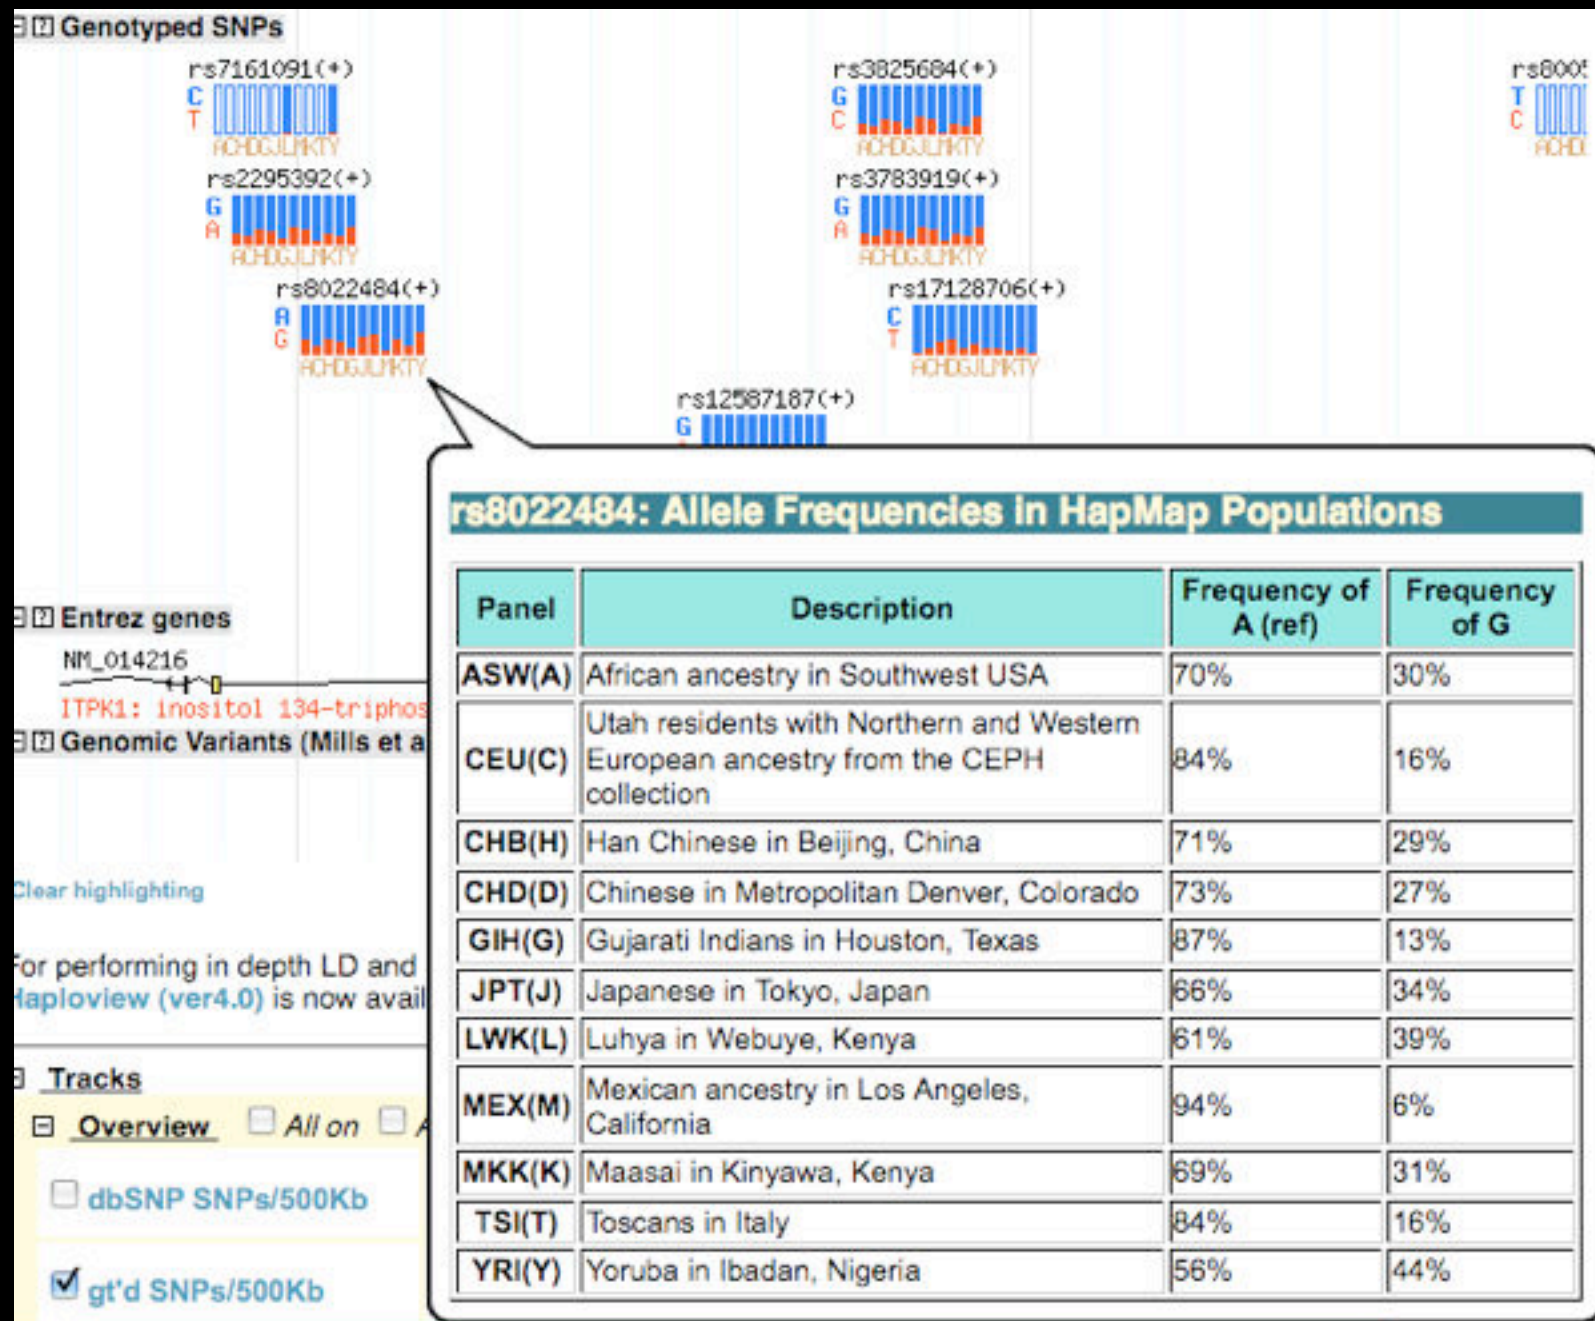 Genotyped SNPs
rs7161091(+)
C
T
ACHDGJLMKTY
rs3825684(+)
G
C
ACHDGJLMKTY
T
C
rs2295392(+)
G
A
ACHDGJLMKTY
rs3783919(+)
G
A
ACHDGJLMKTY
rs8022484(+)
A
G
ACHDGJLMKTY
rs17128706(+)
C
T
ACHDGJLMKTY
rs12587187(+)
G
rs8022484: Allele Frequencies in HapMap Populations
Panel Description Frequency of A (ref) Frequency of G
ASW(A) African ancestry in Southwest USA 70% 30%
CEU(C) Utah residents with Northern and Western
European ancestry from the CEPH
collection 84% 16%
CHB(H) Han Chinese in Beijing, China 71% 29%
CHD(D) Chinese in Metropolitan Denver, Colorado 73% 27%
GIH(G) Gujarati Indians in Houston, Texas 87% 13%
JPT(J) Japanese in Tokyo, Japan 66% 34%
LWK(L) Luhya in Webuye, Kenya 61% 39%
MEX(M) Mexican ancestry in Los Angeles,
California 94% 6%
MKK(K) Maasai in Kinyawa, Kenya 69% 31%
TSI(T) Toscans in Italy 84% 16%
YRI(Y) Yoruba in Ibadan, Nigeria 56% 44%
Entrez genes
NM_014216
ITPK1: inositol 134-triphos
Genomic Variants (Mills et a
Clear highlighting
For performing in depth LD and
Haploview (ver4.0) is now avail
Tracks
Overview All on A
dbSNP SNPs/500Kb
gt'd SNPs/500Kb